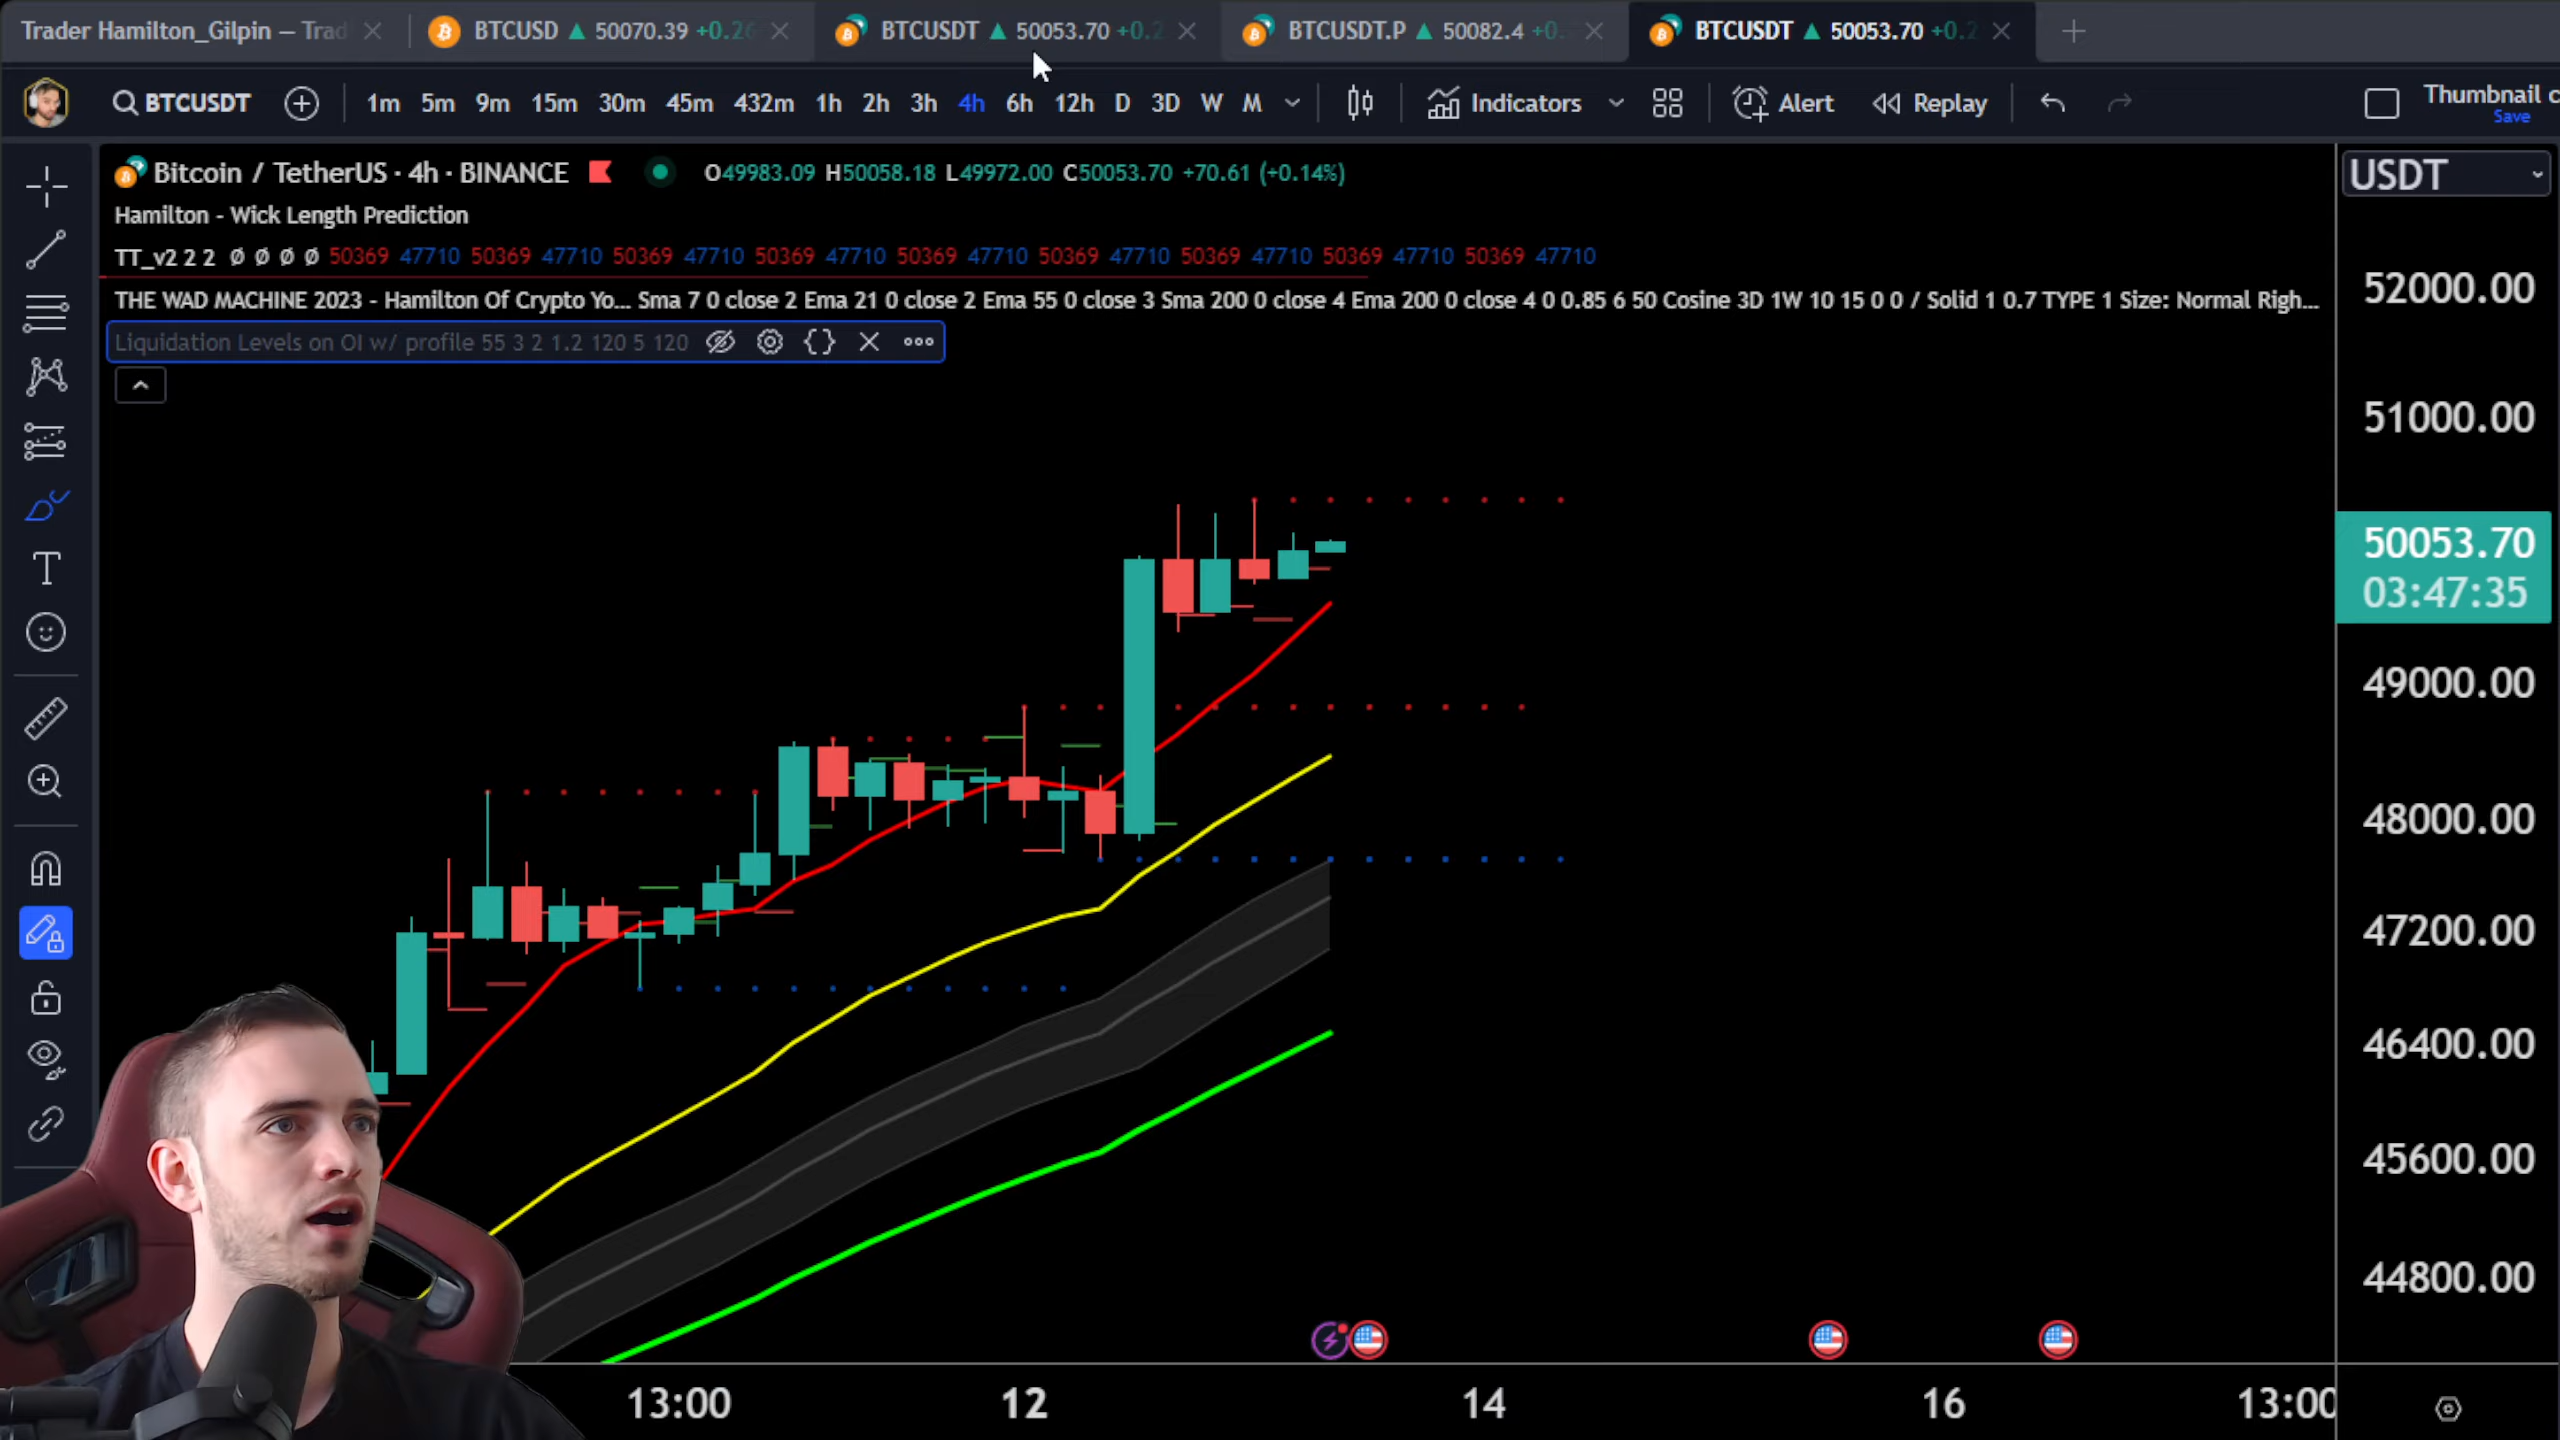 Trader Hamilton_Gilpin — Trad
BTCUSD ▲ 50070.39 +0.26
BTCUSDT ▲ 50053.70 +0.2
BTCUSDT.P ▲ 50082.4 +0.
BTCUSDT ▲ 50053.70 +0.2
BTCUSDT 1m 5m 9m 15m 30m 45m 432m 1h 2h 3h 4h 6h 12h D 3D W M Indicators Alert Replay Thumbnail c
Save
Bitcoin / TetherUS · 4h · BINANCE O49983.09 H50058.18 L49972.00 C50053.70 +70.61 (+0.14%)
USDT
Hamilton - Wick Length Prediction
TT_v2 2 2 Ø Ø Ø Ø 50369 47710 50369 47710 50369 47710 50369 47710 50369 47710 50369 47710 50369 47710 50369 47710 50369 47710
THE WAD MACHINE 2023 - Hamilton Of Crypto Yo... Sma 7 0 close 2 Ema 21 0 close 2 Ema 55 0 close 3 Sma 200 0 close 4 Ema 200 0 close 4 0 0.85 6 50 Cosine 3D 1W 10 15 0 0 / Solid 1 0.7 TYPE 1 Size: Normal Righ...
Liquidation Levels on OI w/ profile 55 3 2 1.2 120 5 120
52000.00
51000.00
50053.70
03:47:35
49000.00
48000.00
47200.00
46400.00
45600.00
44800.00
13:00 12 14 16 13:00